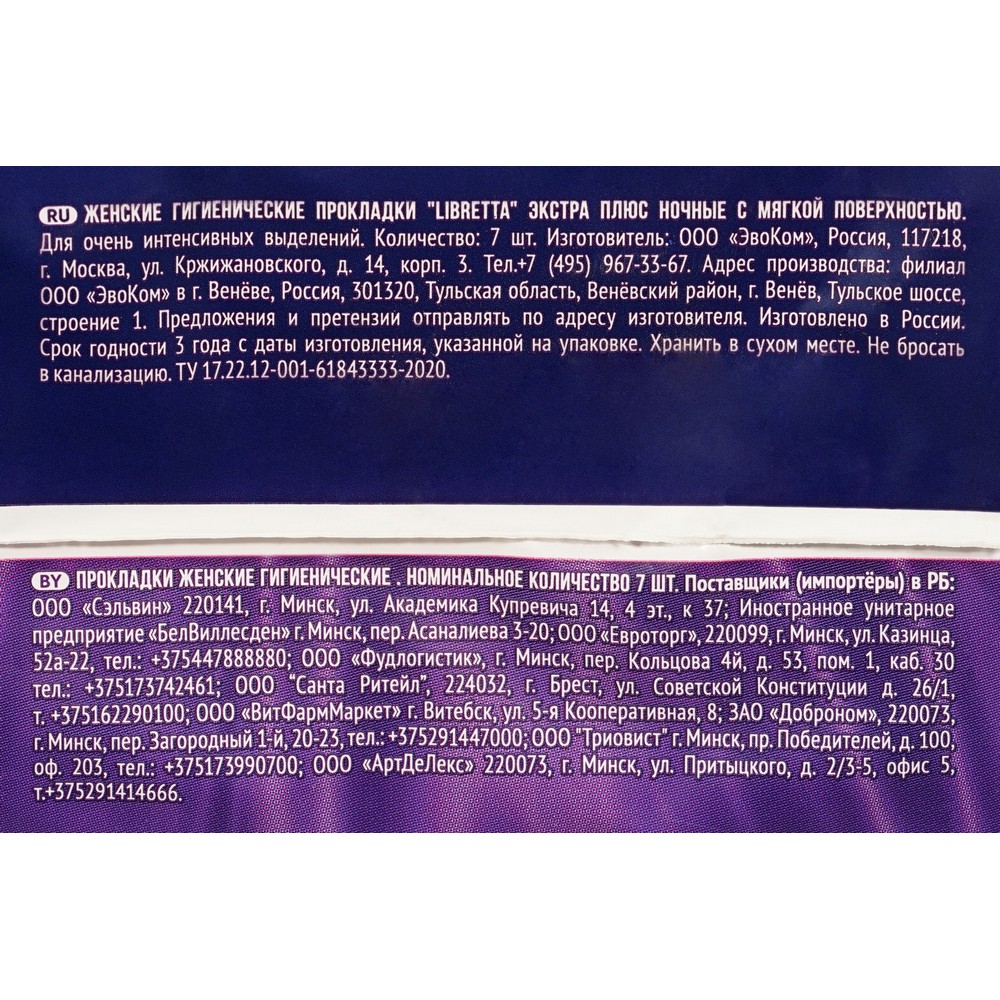 RU ЖЕНСКИЕ ГИГИЕНИЧЕСКИЕ ПРОКЛАДКИ "LIBRETTA" ЭКСТРА ПЛЮС НОЧНЫЕ С МЯГКОЙ ПОВЕРХНОСТЬЮ.
Для очень интенсивных выделений. Количество: 7 шт. Изготовитель: ООО «ЭвоКом», Россия, 117218,
г. Москва, ул. Кржижановского, д. 14, корп. 3. Тел.+7 (495) 967-33-67. Адрес производства: филиал
ООО «ЭвоКом» в г. Венёве, Россия, 301320, Тульская область, Венёвский район, г. Венёв, Тульское шоссе,
строение 1. Предложения и претензии отправлять по адресу изготовителя. Изготовлено в России.
Срок годности 3 года с даты изготовления, указанной на упаковке. Хранить в сухом месте. Не бросать
в канализацию. ТУ 17.22.12-001-61843333-2020.
BY ПРОКЛАДКИ ЖЕНСКИЕ ГИГИЕНИЧЕСКИЕ . НОМИНАЛЬНОЕ КОЛИЧЕСТВО 7 ШТ. Поставщики (импортёры) в РБ:
ООО «Сэльвин» 220141, г. Минск, ул. Академика Купревича 14, 4 эт., к 37; Иностранное унитарное
предприятие «БелВиллесден» г. Минск, пер. Асаналиева 3-20; ООО «Евроторг», 220099, г. Минск, ул. Казинца,
52а-22, тел.: +375447888880; ООО «Фудлогистик», г. Минск, пер. Кольцова 4й, д. 53, пом. 1, каб. 30
тел.: +375173742461; ООО "Санта Ритейл", 224032, г. Брест, ул. Советской Конституции д. 26/1,
т. +375162290100; ООО «ВитФармМаркет» г. Витебск, ул. 5-я Кооперативная, 8; ЗАО «Доброном», 220073,
г. Минск, пер. Загородный 1-й, 20-23, тел.: +375291447000; ООО "Триовист" г. Минск, пр. Победителей, д. 100,
оф. 203, тел.: +375173990700; ООО «АртДеЛекс» 220073, г. Минск, ул. Притыцкого, д. 2/3-5, офис 5,
т.+375291414666.